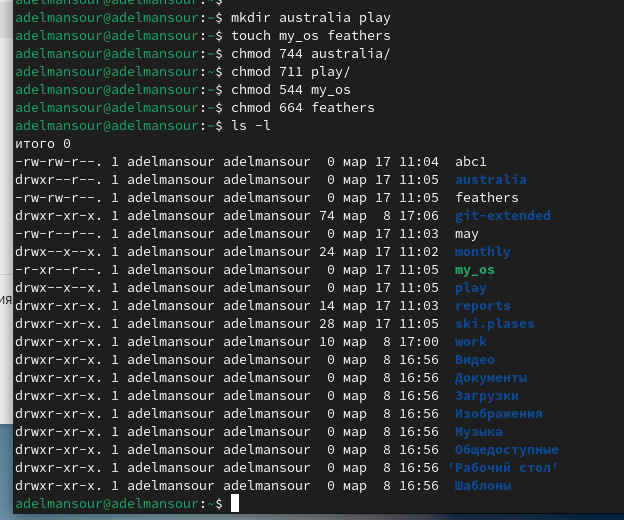 adelmansour@adelmansour:~$ mkdir australia play
adelmansour@adelmansour:~$ touch my_os feathers
adelmansour@adelmansour:~$ chmod 744 australia/
adelmansour@adelmansour:~$ chmod 711 play/
adelmansour@adelmansour:~$ chmod 544 my_os
adelmansour@adelmansour:~$ chmod 664 feathers
adelmansour@adelmansour:~$ ls -l
итого 0
-rw-rw-r--. 1 adelmansour adelmansour  0 мар 17 11:04  abc1
drwxr--r--. 1 adelmansour adelmansour  0 мар 17 11:05  australia
-rw-rw-r--. 1 adelmansour adelmansour  0 мар 17 11:05  feathers
drwxr-xr-x. 1 adelmansour adelmansour 74 мар  8 17:06  git-extended
-rw-r--r--. 1 adelmansour adelmansour  0 мар 17 11:03  may
drwx--x--x. 1 adelmansour adelmansour 24 мар 17 11:02  monthly
-r-xr--r--. 1 adelmansour adelmansour  0 мар 17 11:05  my_os
drwx--x--x. 1 adelmansour adelmansour  0 мар 17 11:05  play
drwxr-xr-x. 1 adelmansour adelmansour 14 мар 17 11:03  reports
drwxr-xr-x. 1 adelmansour adelmansour 28 мар 17 11:05  ski.plases
drwxr-xr-x. 1 adelmansour adelmansour 10 мар  8 17:00  work
drwxr-xr-x. 1 adelmansour adelmansour  0 мар  8 16:56  Видео
drwxr-xr-x. 1 adelmansour adelmansour  0 мар  8 16:56  Документы
drwxr-xr-x. 1 adelmansour adelmansour  0 мар  8 16:56  Загрузки
drwxr-xr-x. 1 adelmansour adelmansour  0 мар  8 16:56  Изображения
drwxr-xr-x. 1 adelmansour adelmansour  0 мар  8 16:56  Музыка
drwxr-xr-x. 1 adelmansour adelmansour  0 мар  8 16:56  Общедоступные
drwxr-xr-x. 1 adelmansour adelmansour  0 мар  8 16:56 'Рабочий стол'
drwxr-xr-x. 1 adelmansour adelmansour  0 мар  8 16:56  Шаблоны
adelmansour@adelmansour:~$